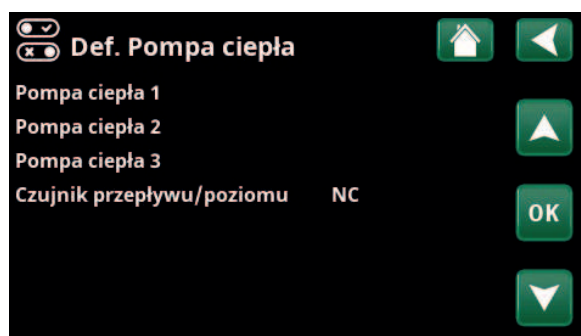 Def. Pompa ciepła
Pompa ciepła 1
Pompa ciepła 2
Pompa ciepła 3
Czujnik przepływu/poziomu NC
OK